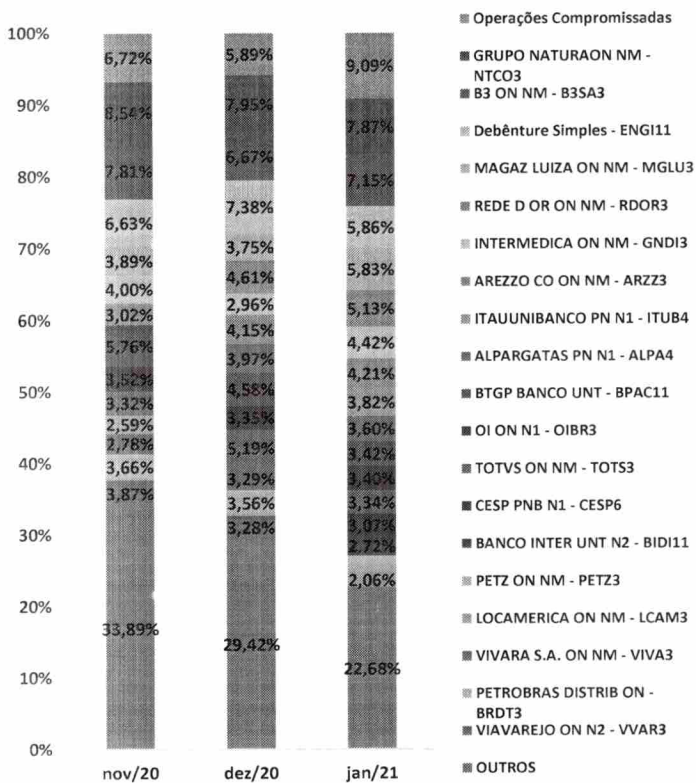 100%
90%
80%
70%
60%
50%
40%
30%
20%
10%
0%
6,72%
8,54%
7,81%
6,63%
3,89%
4,00%
3,02%
5,76%
3,52%
3,32%
2,59%
2,78%
3,66%
3,87%
33,89%
nov/20
5,89%
7,95%
6,67%
7,38%
3,75%
4,61%
2,96%
4,15%
3,97%
4,58%
3,35%
5,19%
3,29%
3,56%
3,28%
29,42%
dez/20
9,09%
7,87%
7,15%
5,86%
5,83%
5,13%
4,42%
4,21%
3,82%
3,60%
3,42%
3,40%
3,34%
3,07%
2,72%
2,06%
22,68%
jan/21
Operações Compromissadas
GRUPO NATURAON NM -
NTCO3
B3 ON NM - B3SA3
Debênture Simples - ENGI11
MAGAZ LUIZA ON NM - MGLU3
REDE D OR ON NM - RDOR3
INTERMEDICA ON NM - GNDI3
AREZZO CO ON NM - ARZZ3
ITAUUNIBANCO PN N1 - ITUB4
ALPARGATAS PN N1 - ALPA4
BTGP BANCO UNT - BPAC11
OI ON N1 - OIBR3
TOTVS ON NM - TOTS3
CESP PNB N1 - CESP6
BANCO INTER UNT N2 - BIDI11
PETZ ON NM - PETZ3
LOCAMERICA ON NM - LCAM3
VIVARA S.A. ON NM - VIVA3
PETROBRAS DISTRIB ON -
BRDT3
VIAVAREJO ON N2 - VVAR3
OUTROS